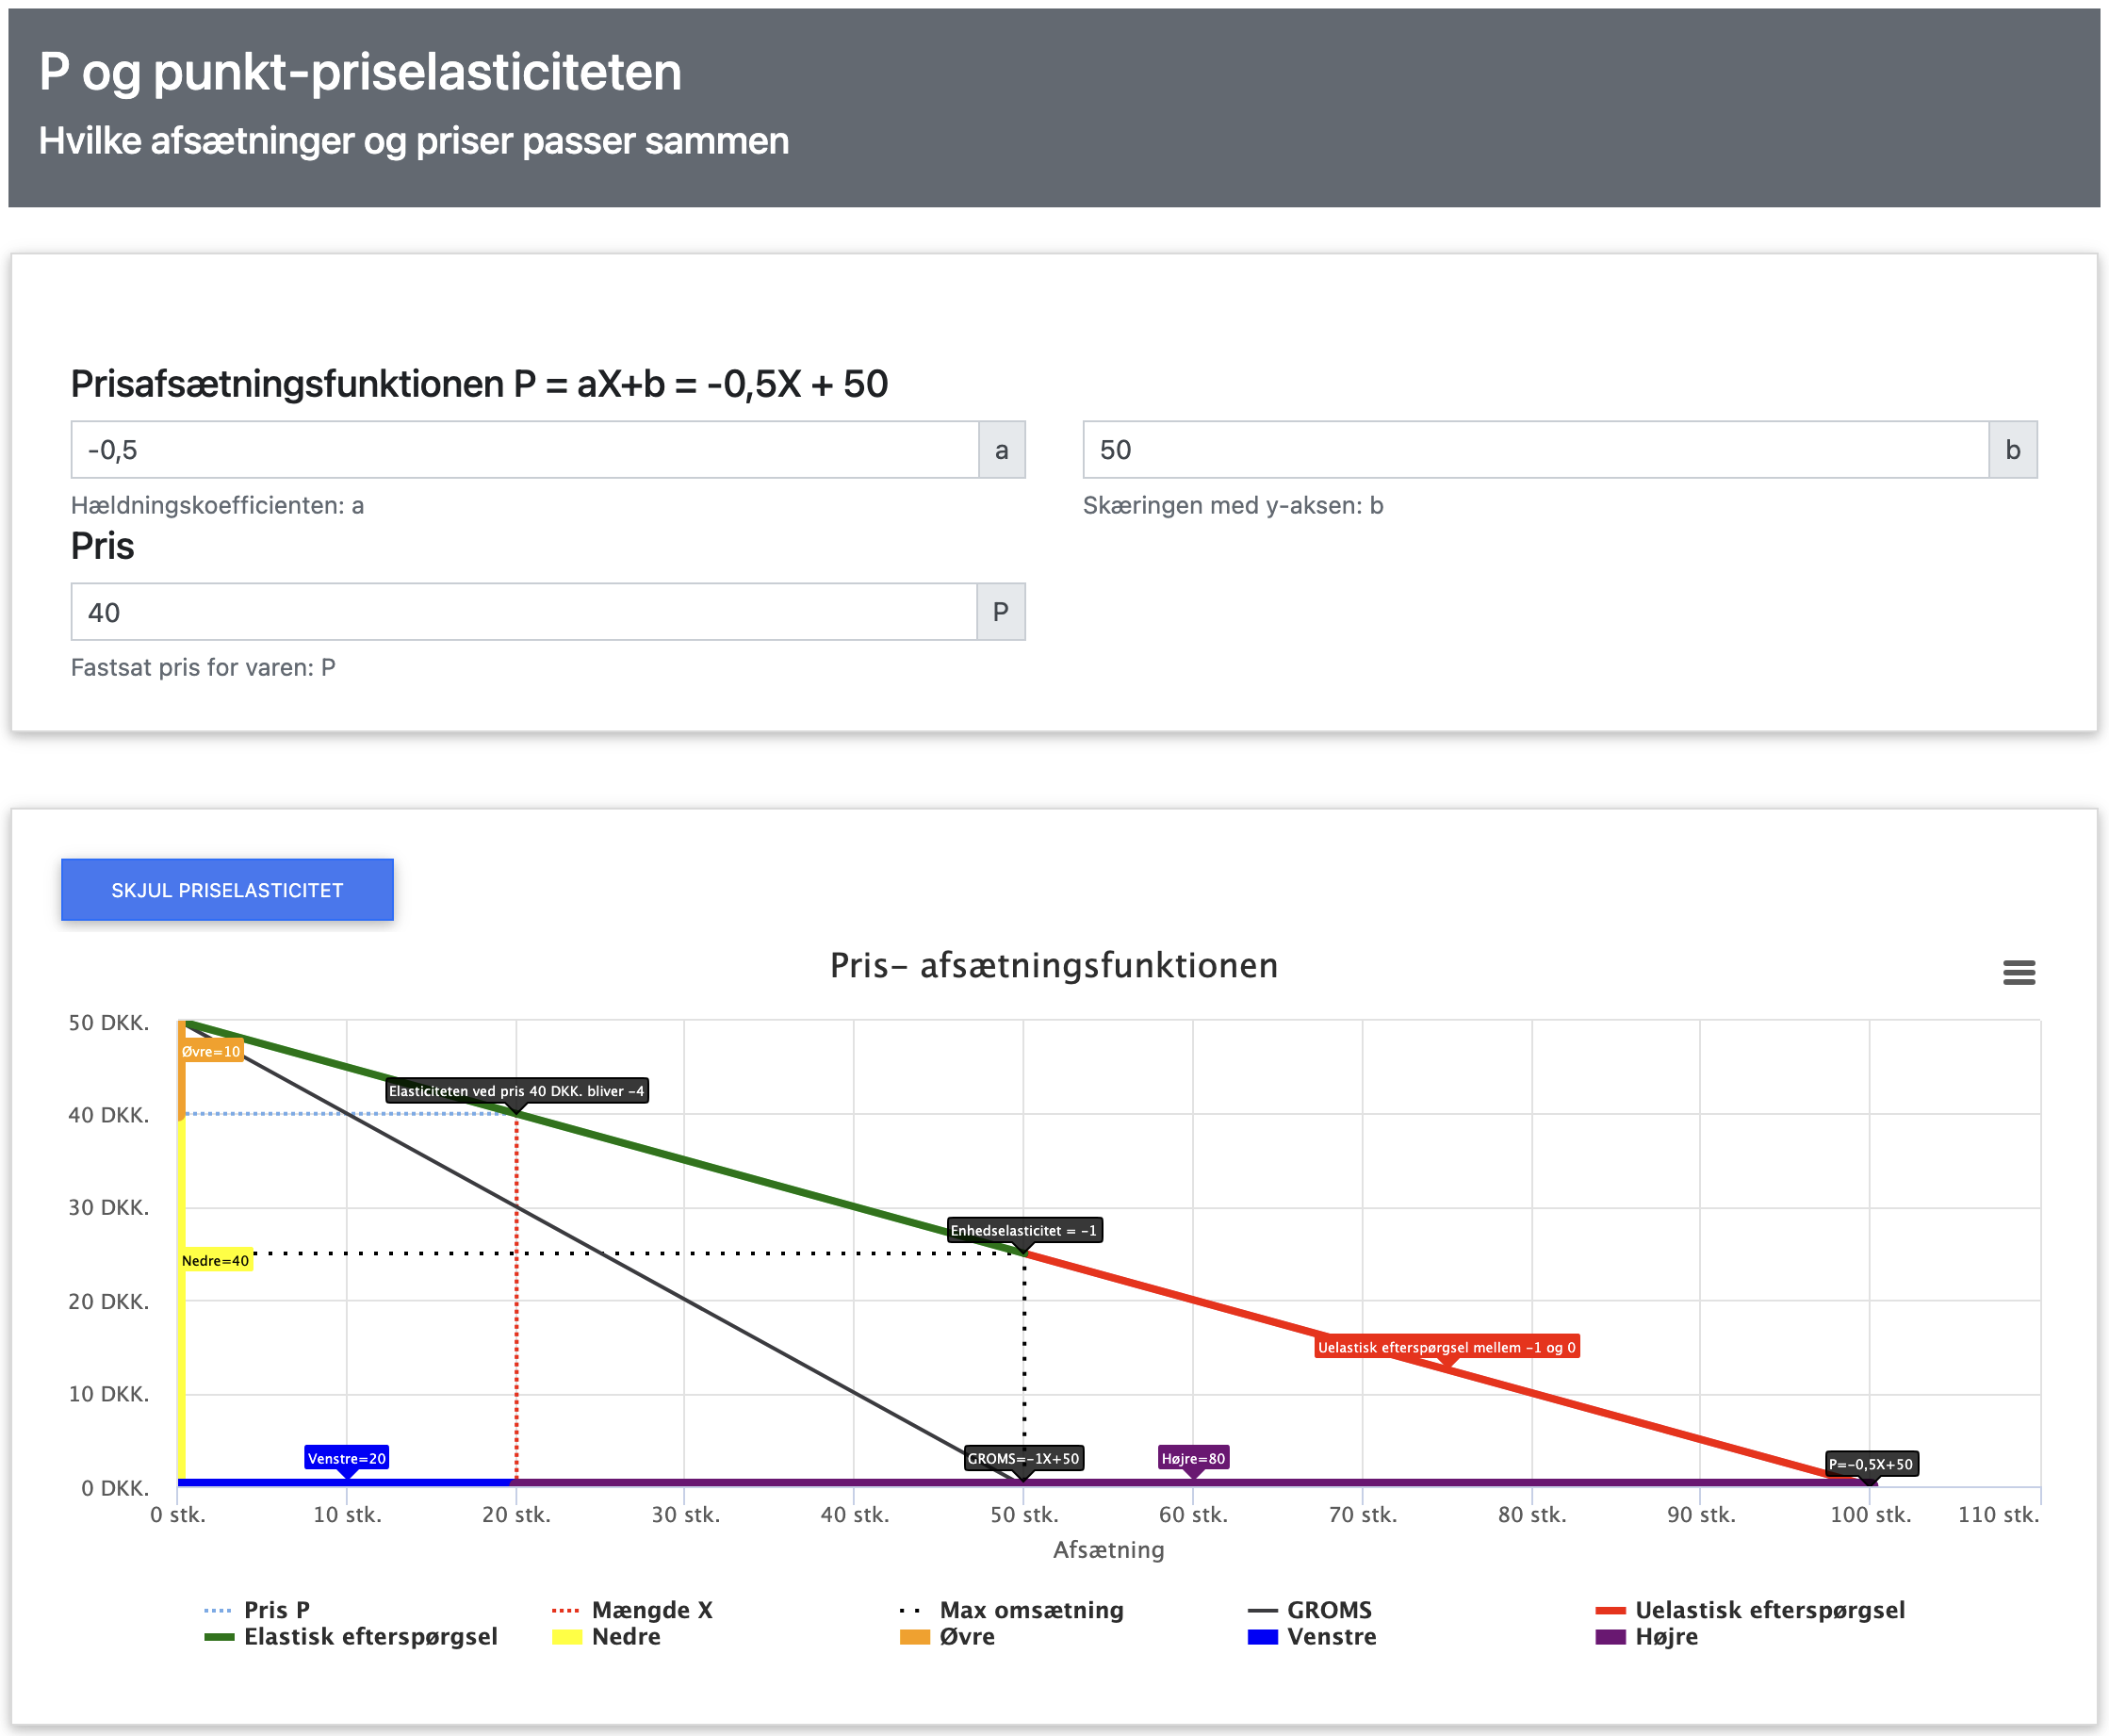 P og punkt-priselasticiteten
Hvilke afsætninger og priser passer sammen
Prisafsætningsfunktionen P = aX+b = -0,5X + 50
-0,5 a
50 b
Hældningskoefficienten: a
Skæringen med y-aksen: b
Pris
40 P
Fastsat pris for varen: P
SKJUL PRISELASTICITET
Pris- afsætningsfunktionen
50 DKK.
Øvre=10
Elasticiteten ved pris 40 DKK. bliver -4
40 DKK.
30 DKK.
Enhedselasticitet = -1
Nedre=40
20 DKK.
Uelastisk efterspørgsel mellem -1 og 0
10 DKK.
Venstre=20
GROMS=-1X+50
Højre=80
P=-0,5X+50
0 DKK.
0 stk. 10 stk. 20 stk. 30 stk. 40 stk. 50 stk. 60 stk. 70 stk. 80 stk. 90 stk. 100 stk. 110 stk.
Afsætning
Pris P Mængde X Max omsætning GROMS Uelastisk efterspørgsel
Elastisk efterspørgsel Nedre Øvre Venstre Højre